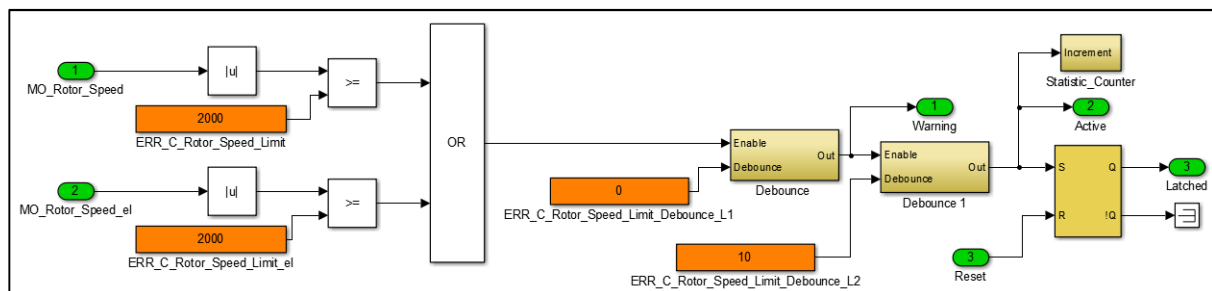 1
MO_Rotor_Speed
|u|
2000
ERR_C_Rotor_Speed_Limit
>=
2
MO_Rotor_Speed_el
|u|
2000
ERR_C_Rotor_Speed_Limit_el
>=
OR
0
ERR_C_Rotor_Speed_Limit_Debounce_L1
Enable
Debounce
Out
Debounce
1
Warning
10
ERR_C_Rotor_Speed_Limit_Debounce_L2
Enable
Debounce
Out
Debounce 1
Increment
Statistic_Counter
2
Active
S
R
Q
!Q
3
Latched
3
Reset